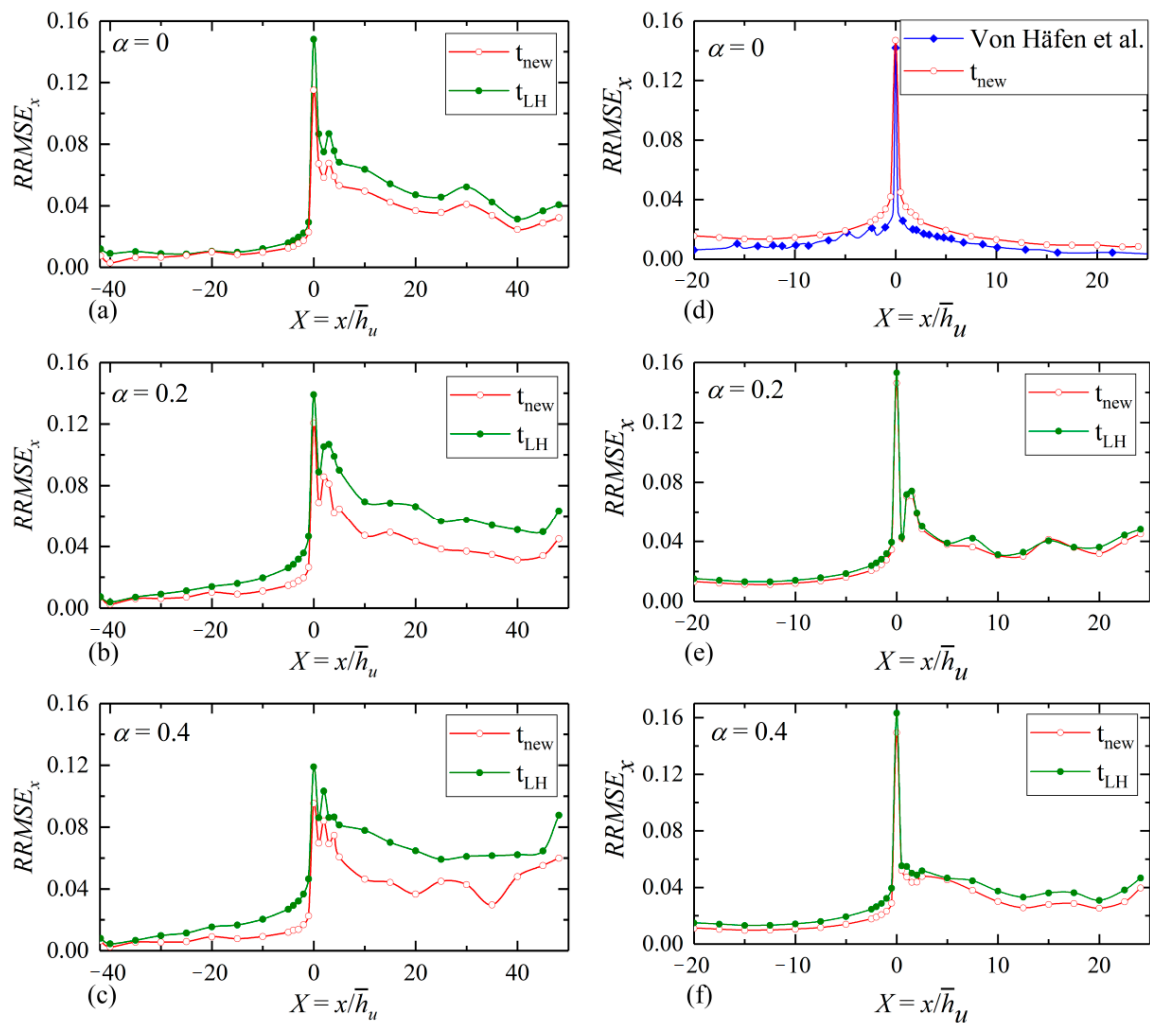 α = 0
t_new
t_LH
RRMSE_x
0.16
0.12
0.08
0.04
0.00
−40 −20 0 20 40
(a)
X = x/h̅_u
α = 0
Von Häfen et al.
t_new
RRMSE_x
0.16
0.12
0.08
0.04
0.00
−20 −10 0 10 20
(d)
X = x/h̅_u
α = 0.2
t_new
t_LH
RRMSE_x
0.16
0.12
0.08
0.04
0.00
−40 −20 0 20 40
(b)
X = x/h̅_u
α = 0.2
t_new
t_LH
RRMSE_x
0.16
0.12
0.08
0.04
0.00
−20 −10 0 10 20
(e)
X = x/h̅_u
α = 0.4
t_new
t_LH
RRMSE_x
0.16
0.12
0.08
0.04
0.00
−40 −20 0 20 40
(c)
X = x/h̅_u
α = 0.4
t_new
t_LH
RRMSE_x
0.16
0.12
0.08
0.04
0.00
−20 −10 0 10 20
(f)
X = x/h̅_u